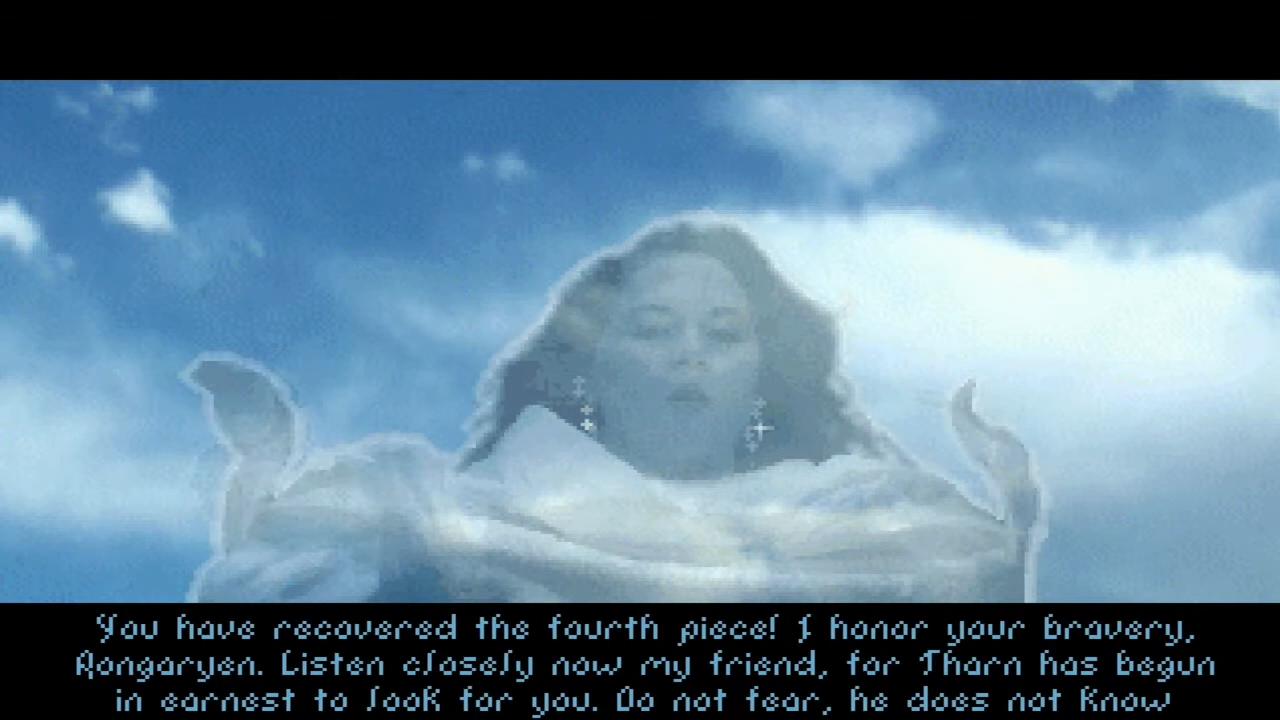 You have recovered the fourth piece! I honor your bravery,
Rongaryen. Listen closely now my friend, for Tharn has begun
in earnest to look for you. Do not fear, he does not know